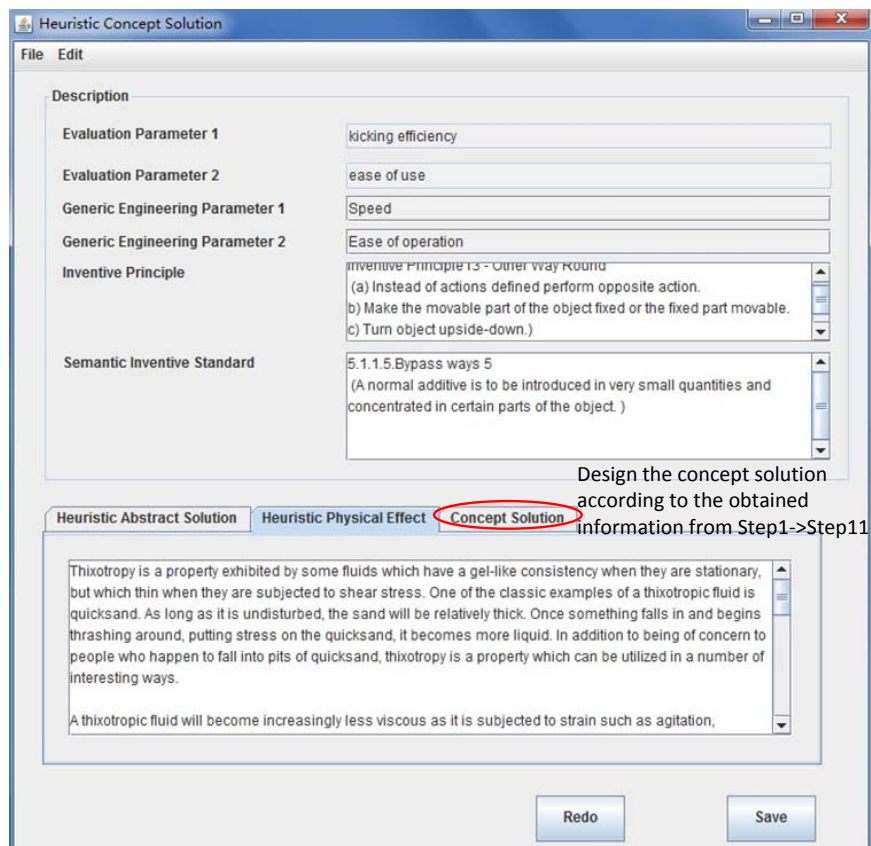 Heuristic Concept Solution
File Edit
Description
Evaluation Parameter 1 kicking efficiency
Evaluation Parameter 2 ease of use
Generic Engineering Parameter 1 Speed
Generic Engineering Parameter 2 Ease of operation
Inventive Principle
Inventive Principle13 - Other Way Round
(a) Instead of actions defined perform opposite action.
b) Make the movable part of the object fixed or the fixed part movable.
c) Turn object upside-down.)
Semantic Inventive Standard
5.1.1.5.Bypass ways 5
(A normal additive is to be introduced in very small quantities and
concentrated in certain parts of the object. )
Design the concept solution
according to the obtained
information from Step1->Step11
Heuristic Abstract Solution Heuristic Physical Effect Concept Solution
Thixotropy is a property exhibited by some fluids which have a gel-like consistency when they are stationary,
but which thin when they are subjected to shear stress. One of the classic examples of a thixotropic fluid is
quicksand. As long as it is undisturbed, the sand will be relatively thick. Once something falls in and begins
thrashing around, putting stress on the quicksand, it becomes more liquid. In addition to being of concern to
people who happen to fall into pits of quicksand, thixotropy is a property which can be utilized in a number of
interesting ways.
A thixotropic fluid will become increasingly less viscous as it is subjected to strain such as agitation,
Redo Save